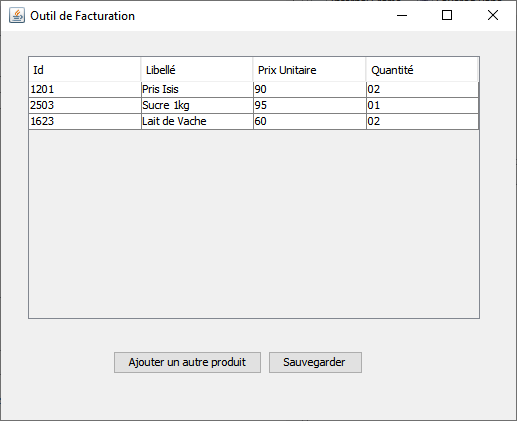 Outil de Facturation
Id Libellé Prix Unitaire Quantité
1201 Pris Isis 90 02
2503 Sucre 1kg 95 01
1623 Lait de Vache 60 02
Ajouter un autre produit Sauvegarder